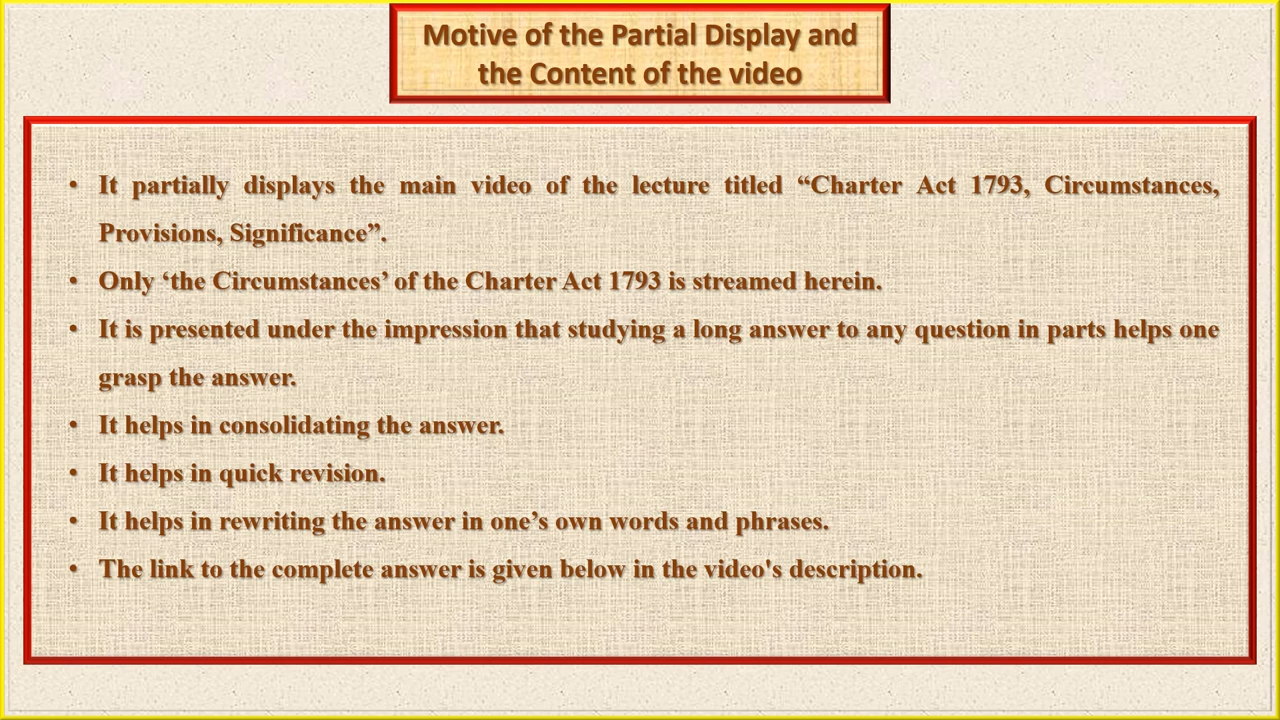 Motive of the Partial Display and
the Content of the video
• It partially displays the main video of the lecture titled “Charter Act 1793, Circumstances,
Provisions, Significance”.
• Only ‘the Circumstances’ of the Charter Act 1793 is streamed herein.
• It is presented under the impression that studying a long answer to any question in parts helps one
grasp the answer.
• It helps in consolidating the answer.
• It helps in quick revision.
• It helps in rewriting the answer in one’s own words and phrases.
• The link to the complete answer is given below in the video's description.